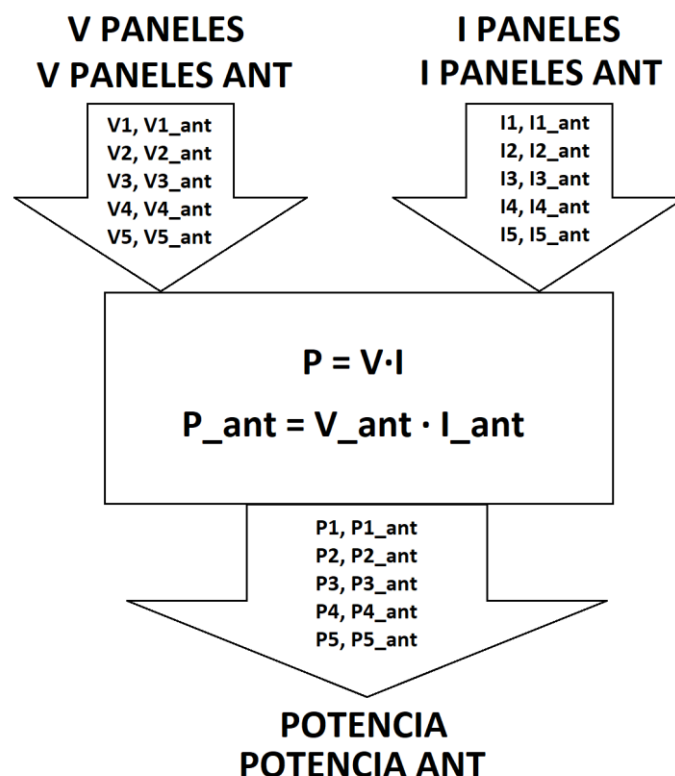 V PANELES
V PANELES ANT
V1, V1_ant
V2, V2_ant
V3, V3_ant
V4, V4_ant
V5, V5_ant
I PANELES
I PANELES ANT
I1, I1_ant
I2, I2_ant
I3, I3_ant
I4, I4_ant
I5, I5_ant
P = V·I
P_ant = V_ant · I_ant
P1, P1_ant
P2, P2_ant
P3, P3_ant
P4, P4_ant
P5, P5_ant
POTENCIA
POTENCIA ANT